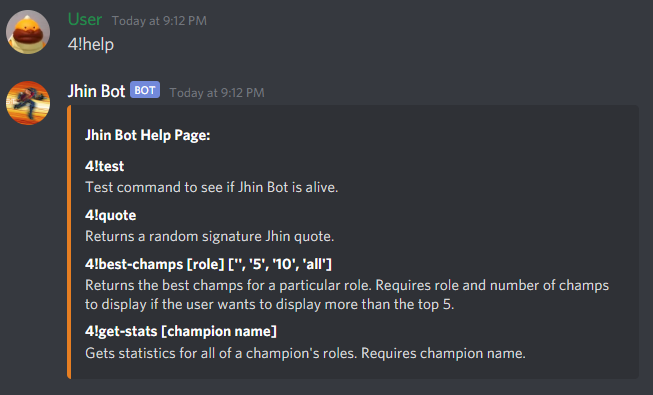 User Today at 9:12 PM
4!help
Jhin Bot BOT Today at 9:12 PM
Jhin Bot Help Page:
4!test
Test command to see if Jhin Bot is alive.
4!quote
Returns a random signature Jhin quote.
4!best-champs [role] ['', '5', '10', 'all']
Returns the best champs for a particular role. Requires role and number of champs
to display if the user wants to display more than the top 5.
4!get-stats [champion name]
Gets statistics for all of a champion's roles. Requires champion name.